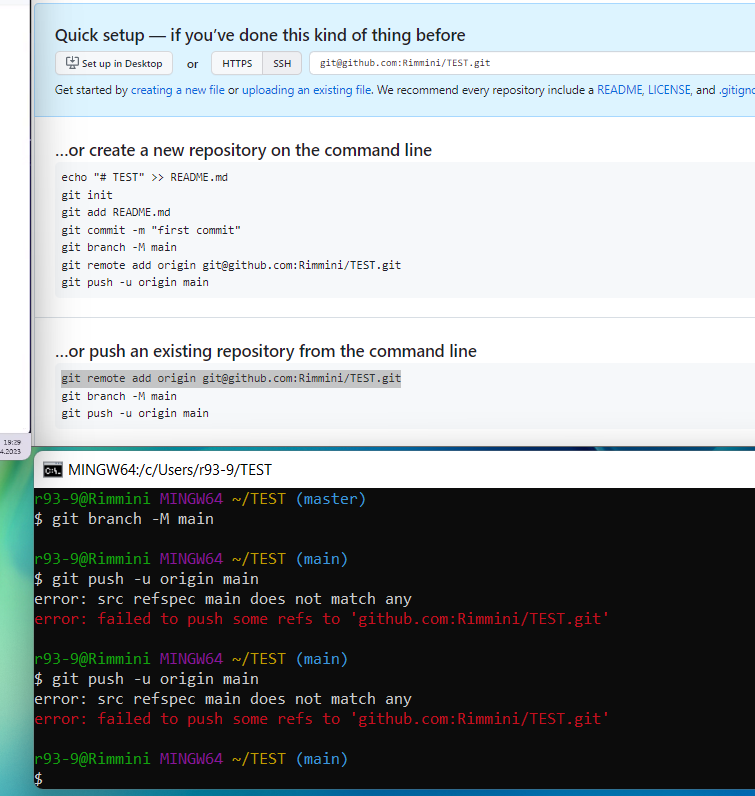 Quick setup — if you’ve done this kind of thing before
Set up in Desktop or HTTPS SSH git@github.com:Rimmini/TEST.git
Get started by creating a new file or uploading an existing file. We recommend every repository include a README, LICENSE, and .gitigno
...or create a new repository on the command line
echo "# TEST" >> README.md
git init
git add README.md
git commit -m "first commit"
git branch -M main
git remote add origin git@github.com:Rimmini/TEST.git
git push -u origin main
...or push an existing repository from the command line
git remote add origin git@github.com:Rimmini/TEST.git
git branch -M main
git push -u origin main
19:29
4.2023
MINGW64:/c/Users/r93-9/TEST
r93-9@Rimmini MINGW64 ~/TEST (master)
$ git branch -M main
r93-9@Rimmini MINGW64 ~/TEST (main)
$ git push -u origin main
error: src refspec main does not match any
error: failed to push some refs to 'github.com:Rimmini/TEST.git'
r93-9@Rimmini MINGW64 ~/TEST (main)
$ git push -u origin main
error: src refspec main does not match any
error: failed to push some refs to 'github.com:Rimmini/TEST.git'
r93-9@Rimmini MINGW64 ~/TEST (main)
$